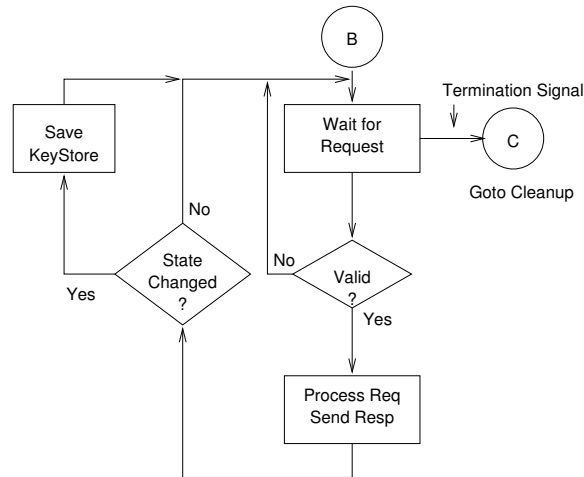 B
Termination Signal
Save
KeyStore
Wait for
Request
C
Goto Cleanup
No
State
Changed
?
Yes
No
Valid
?
Yes
Process Req
Send Resp